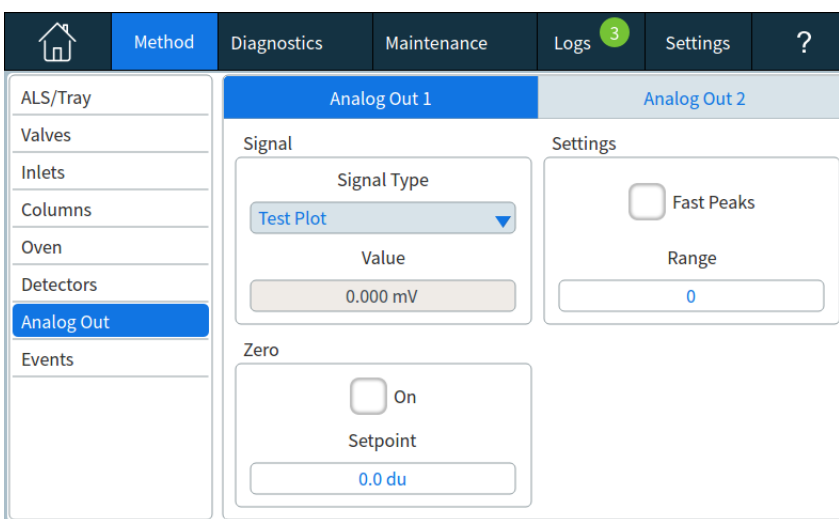 Method Diagnostics Maintenance Logs 3 Settings ?
ALS/Tray
Valves
Inlets
Columns
Oven
Detectors
Analog Out
Events
Analog Out 1 Analog Out 2
Signal
Signal Type
Test Plot
Value
0.000 mV
Settings
Fast Peaks
Range
0
Zero
On
Setpoint
0.0 du